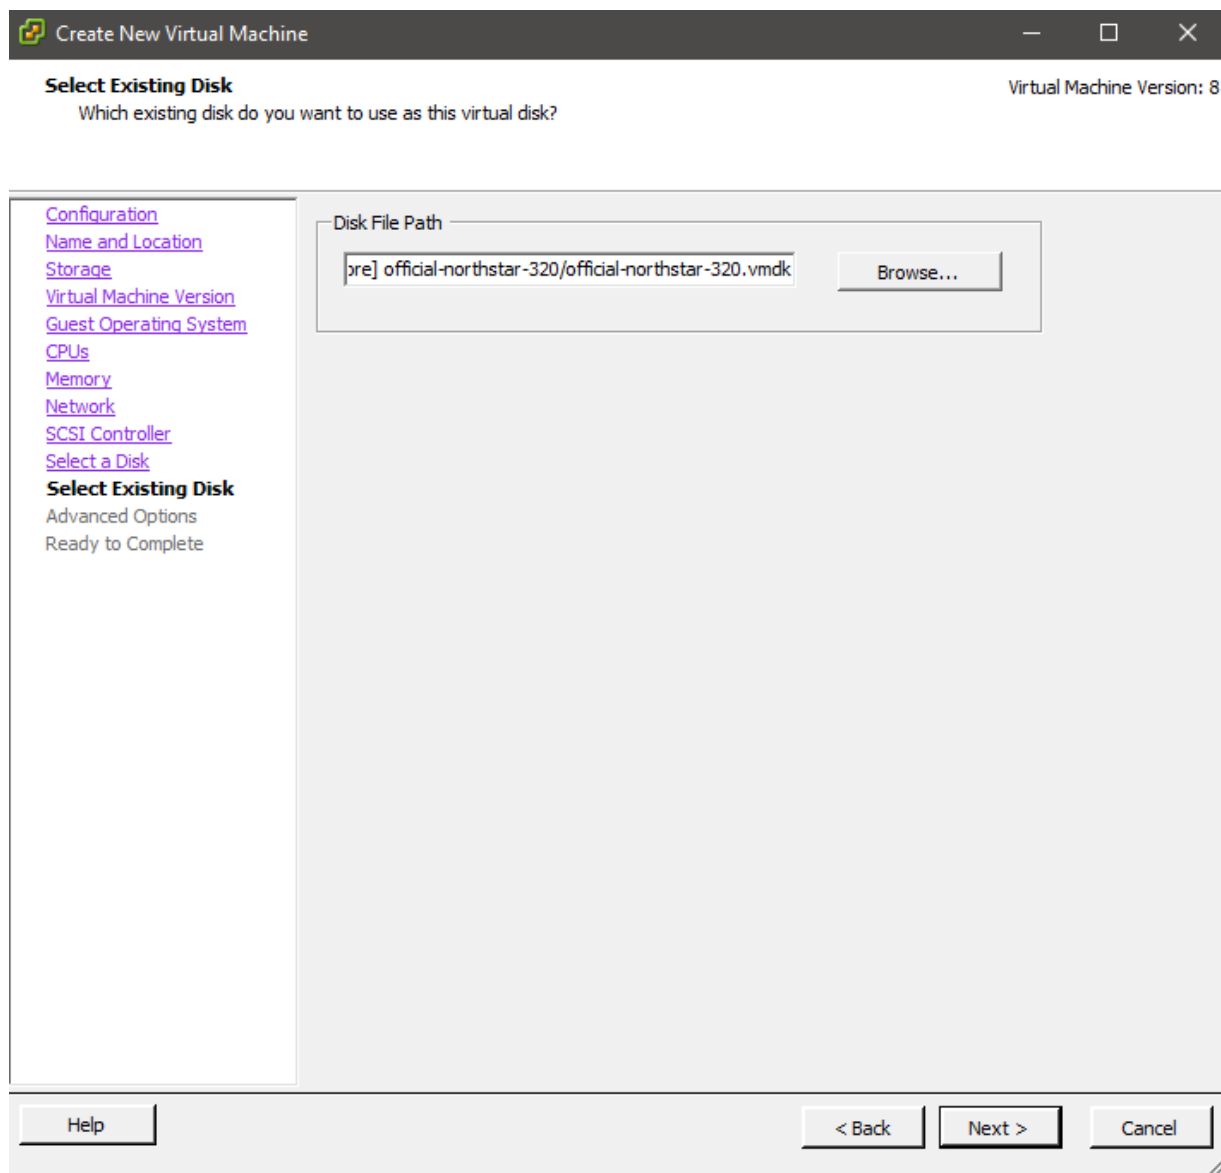 Create New Virtual Machine
Select Existing Disk
Virtual Machine Version: 8
Which existing disk do you want to use as this virtual disk?
Configuration
Name and Location
Storage
Virtual Machine Version
Guest Operating System
CPUs
Memory
Network
SCSI Controller
Select a Disk
Select Existing Disk
Advanced Options
Ready to Complete
Disk File Path
ore] official-northstar-320/official-northstar-320.vmdk
Browse...
Help
< Back
Next >
Cancel